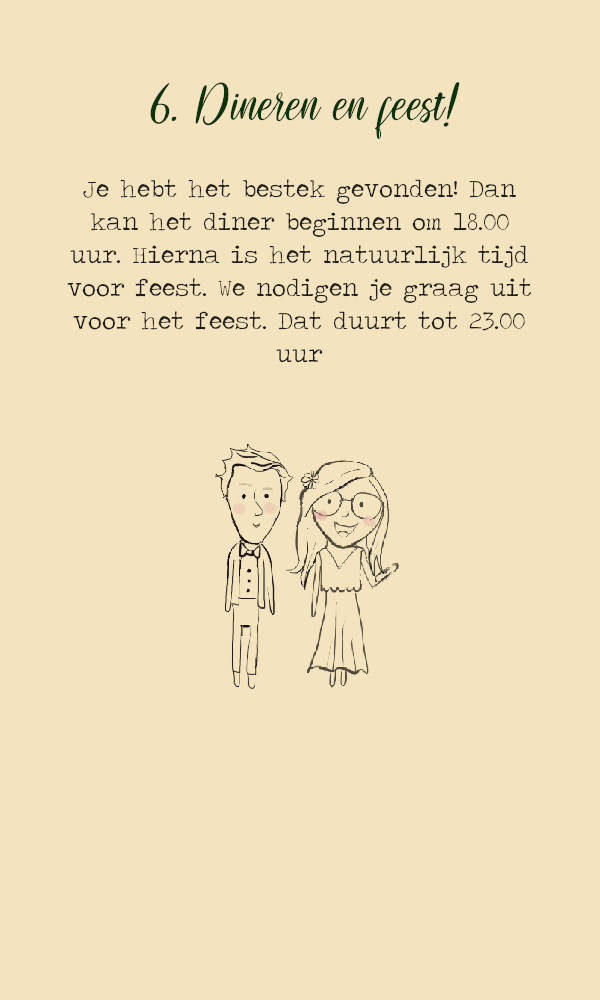 6. Dineren en feest!
Je hebt het bestek gevonden! Dan
kan het diner beginnen om 18.00
uur. Hierna is het natuurlijk tijd
voor feest. We nodigen je graag uit
voor het feest. Dat duurt tot 23.00
uur